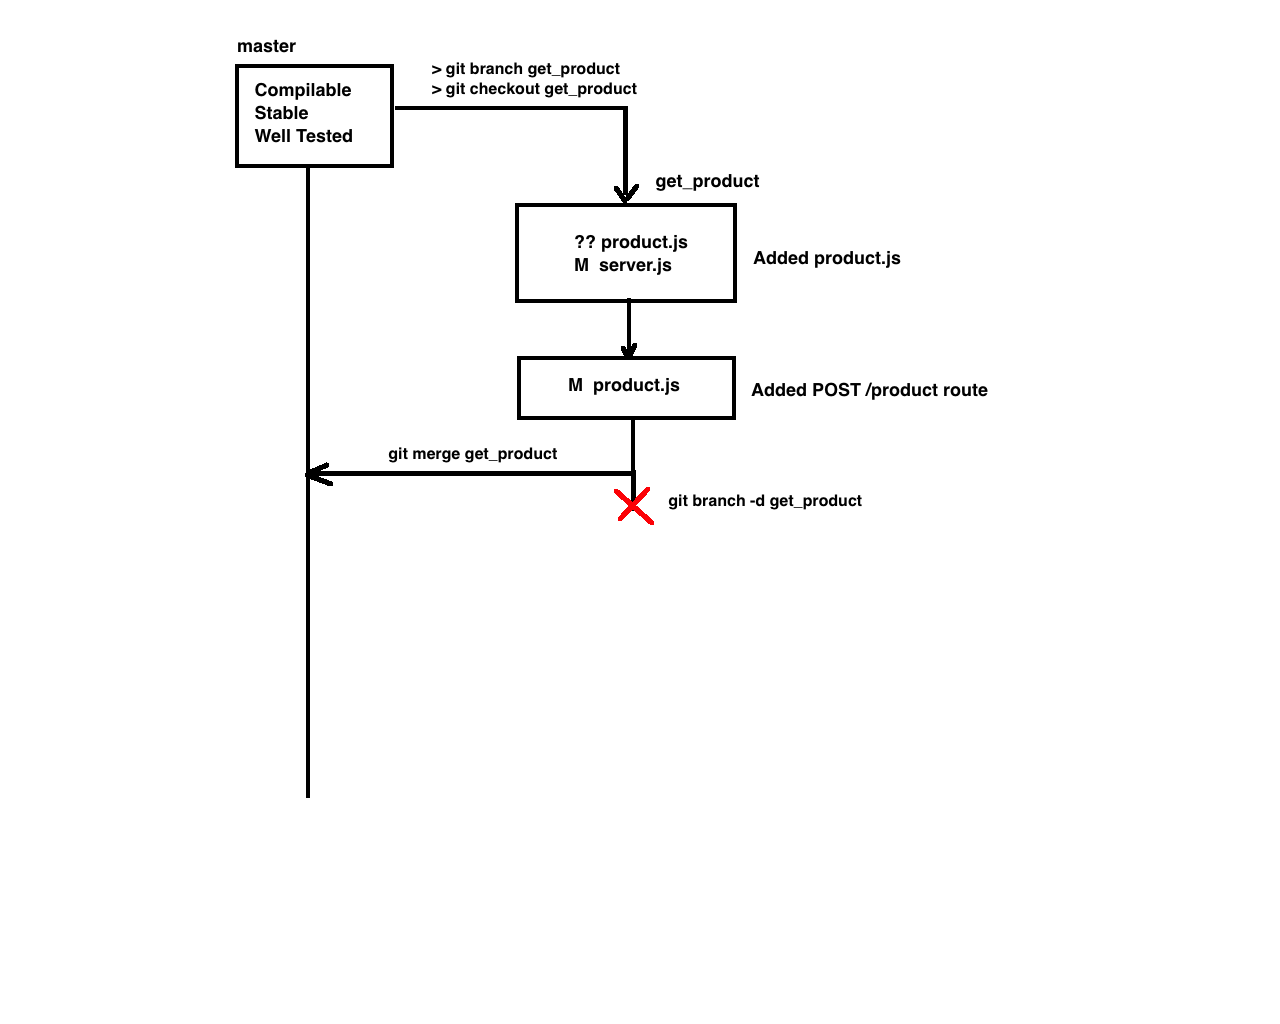 master
> git branch get_product
> git checkout get_product
Compilable
Stable
Well Tested
get_product
?? product.js
M server.js
Added product.js
M product.js
Added POST /product route
git merge get_product
git branch -d get_product